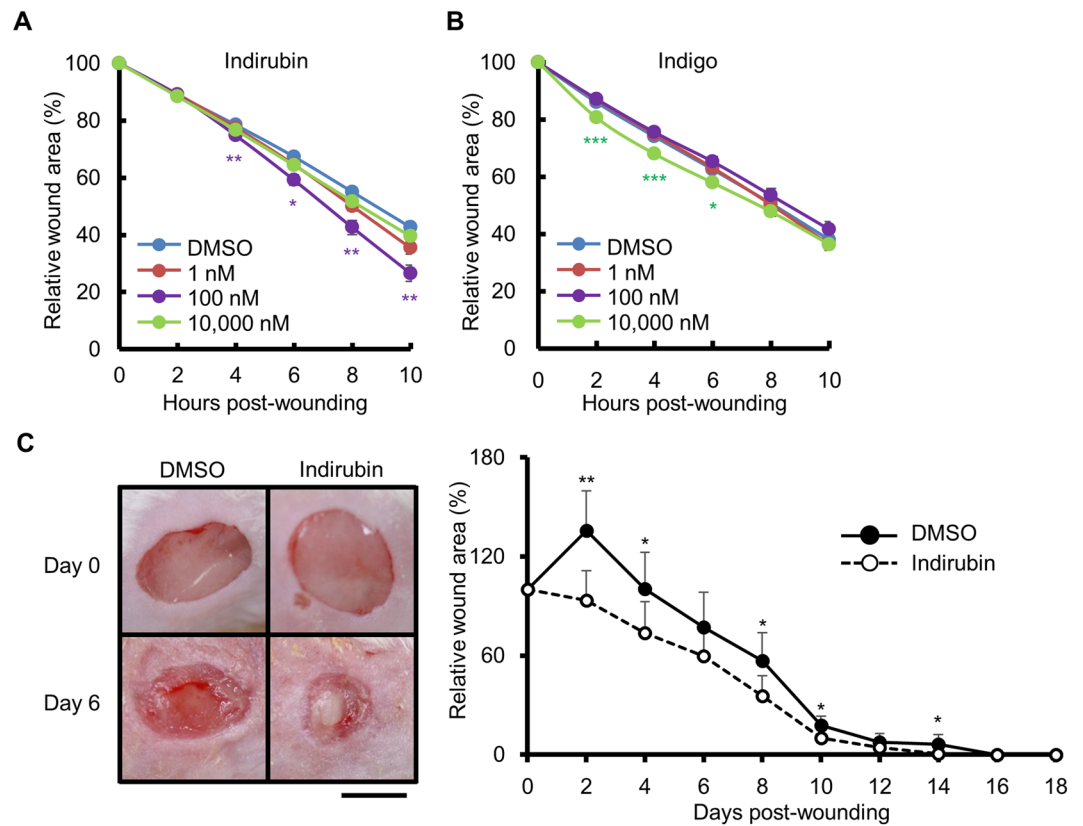 A
Indirubin
Relative wound area (%)
100
80
60
40
20
0
**
*
**
**
DMSO
1 nM
100 nM
10,000 nM
0 2 4 6 8 10
Hours post-wounding
B
Indigo
Relative wound area (%)
100
80
60
40
20
0
***
***
*
DMSO
1 nM
100 nM
10,000 nM
0 2 4 6 8 10
Hours post-wounding
C
DMSO Indirubin
Day 0
Day 6
Relative wound area (%)
180
120
60
0
**
*
*
*
*
DMSO
Indirubin
0 2 4 6 8 10 12 14 16 18
Days post-wounding